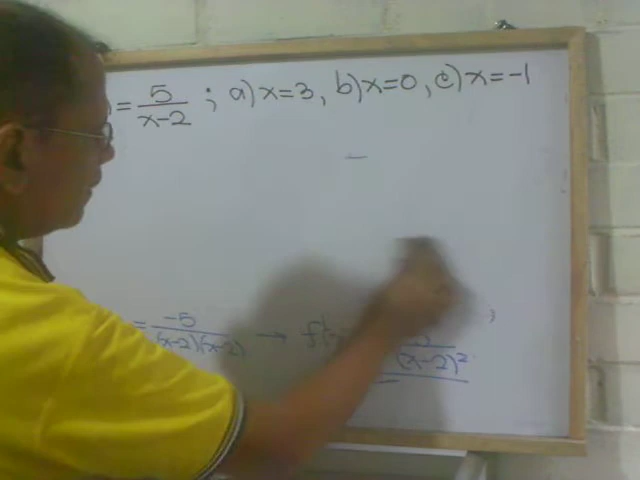 = 5/(x-2) ; a) x=3, b) x=0, c) x=-1
= -5/((x-2)(x-2)) → f'( (x-2)²